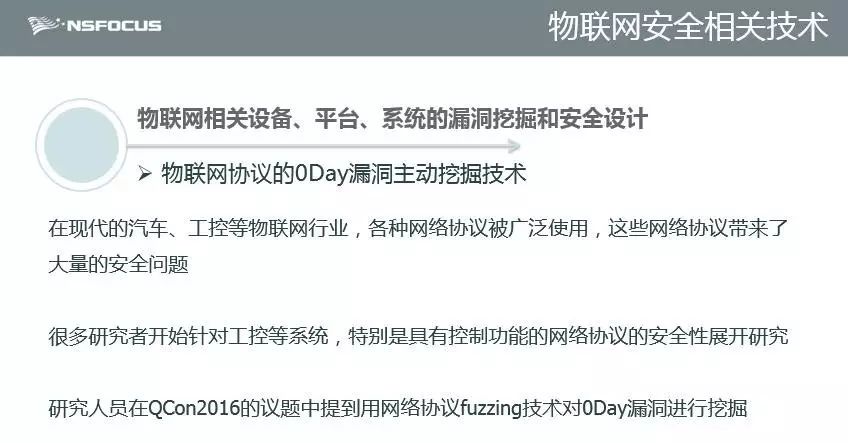 NSFOCUS
物联网安全相关技术
物联网相关设备、平台、系统的漏洞挖掘和安全设计
➢ 物联网协议的0Day漏洞主动挖掘技术
在现代的汽车、工控等物联网行业，各种网络协议被广泛使用，这些网络协议带来了
大量的安全问题
很多研究者开始针对工控等系统，特别是具有控制功能的网络协议的安全性展开研究
研究人员在QCon2016的议题中提到用网络协议fuzzing技术对0Day漏洞进行挖掘